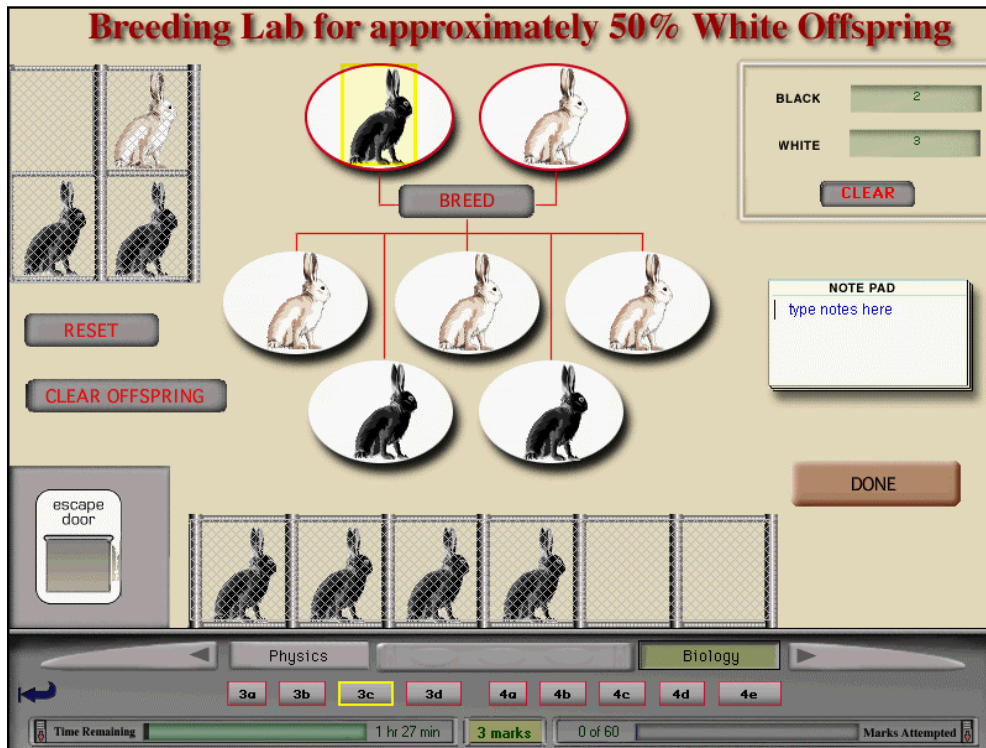 Breeding Lab for approximately 50% White Offspring
BLACK 2
WHITE 3
CLEAR
BREED
NOTE PAD
type notes here
RESET
CLEAR OFFSPRING
DONE
escape
door
Physics Biology
3a 3b 3c 3d 4a 4b 4c 4d 4e
Time Remaining 1 hr 27 min 3 marks 0 of 60 Marks Attempted